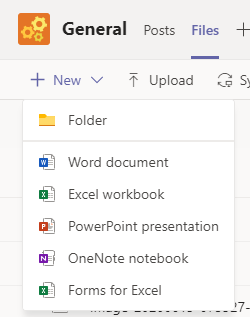 General Posts Files
New Upload
Folder
Word document
Excel workbook
PowerPoint presentation
OneNote notebook
Forms for Excel